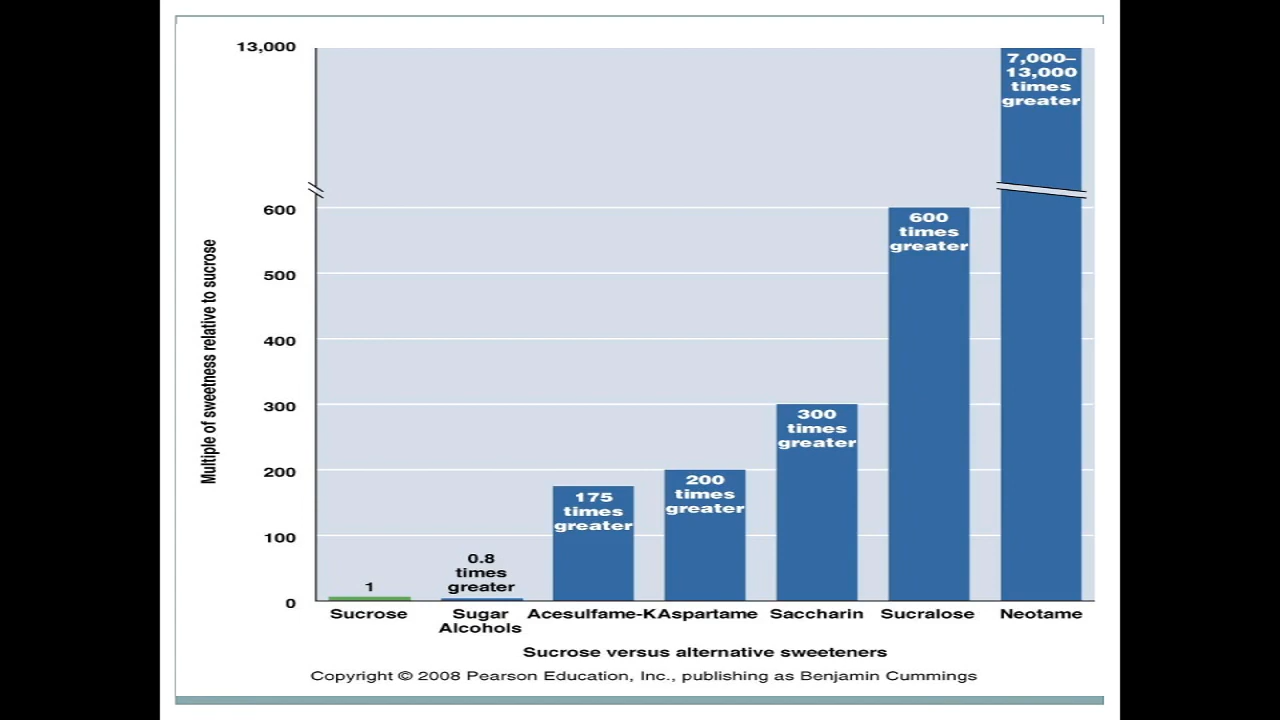 13,000
600
500
400
300
200
100
0
Multiple of sweetness relative to sucrose
1
0.8
times
greater
175
times
greater
200
times
greater
300
times
greater
600
times
greater
7,000–
13,000
times
greater
Sucrose
Sugar
Alcohols
Acesulfame-K
Aspartame
Saccharin
Sucralose
Neotame
Sucrose versus alternative sweeteners
Copyright © 2008 Pearson Education, Inc., publishing as Benjamin Cummings